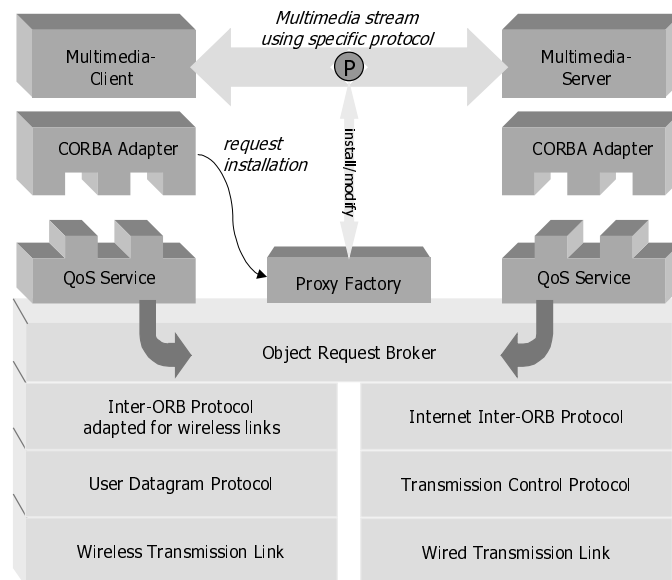 Multimedia stream
using specific protocol
Multimedia-
Client
P
Multimedia-
Server
CORBA Adapter
request
installation
install/modify
CORBA Adapter
QoS Service
Proxy Factory
QoS Service
Object Request Broker
Inter-ORB Protocol
adapted for wireless links
Internet Inter-ORB Protocol
User Datagram Protocol
Transmission Control Protocol
Wireless Transmission Link
Wired Transmission Link